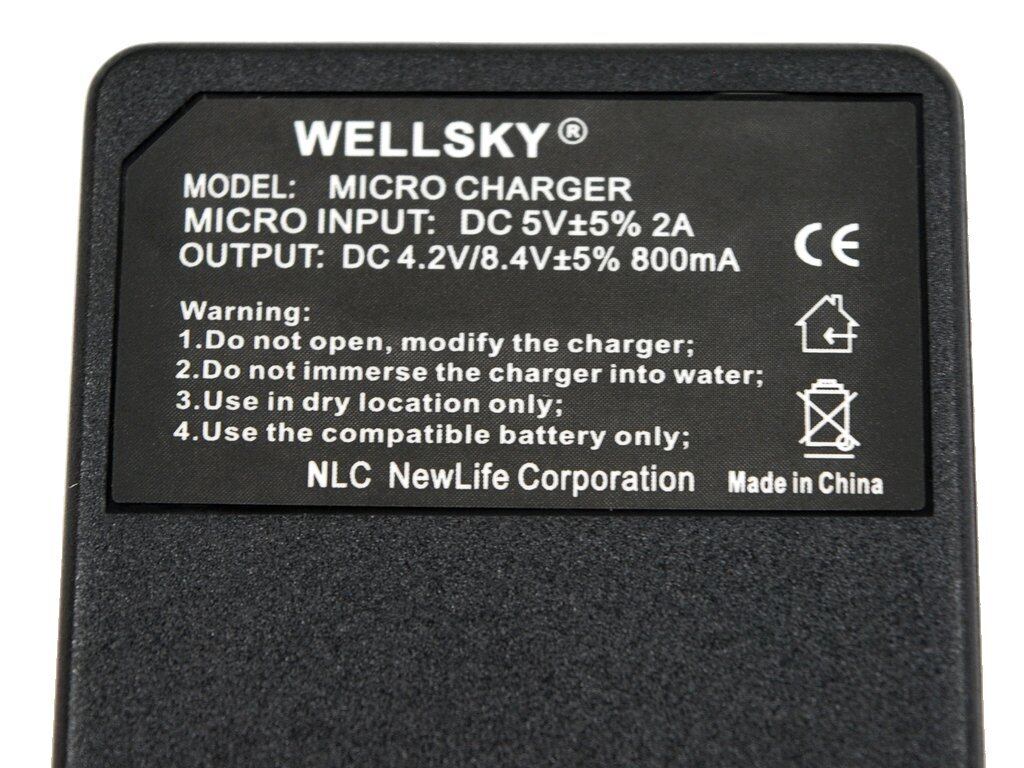 WELLSKY®
MODEL: MICRO CHARGER
MICRO INPUT: DC 5V±5% 2A
OUTPUT: DC 4.2V/8.4V±5% 800mA
CE
Warning:
1.Do not open, modify the charger;
2.Do not immerse the charger into water;
3.Use in dry location only;
4.Use the compatible battery only;
NLC NewLife Corporation Made in China